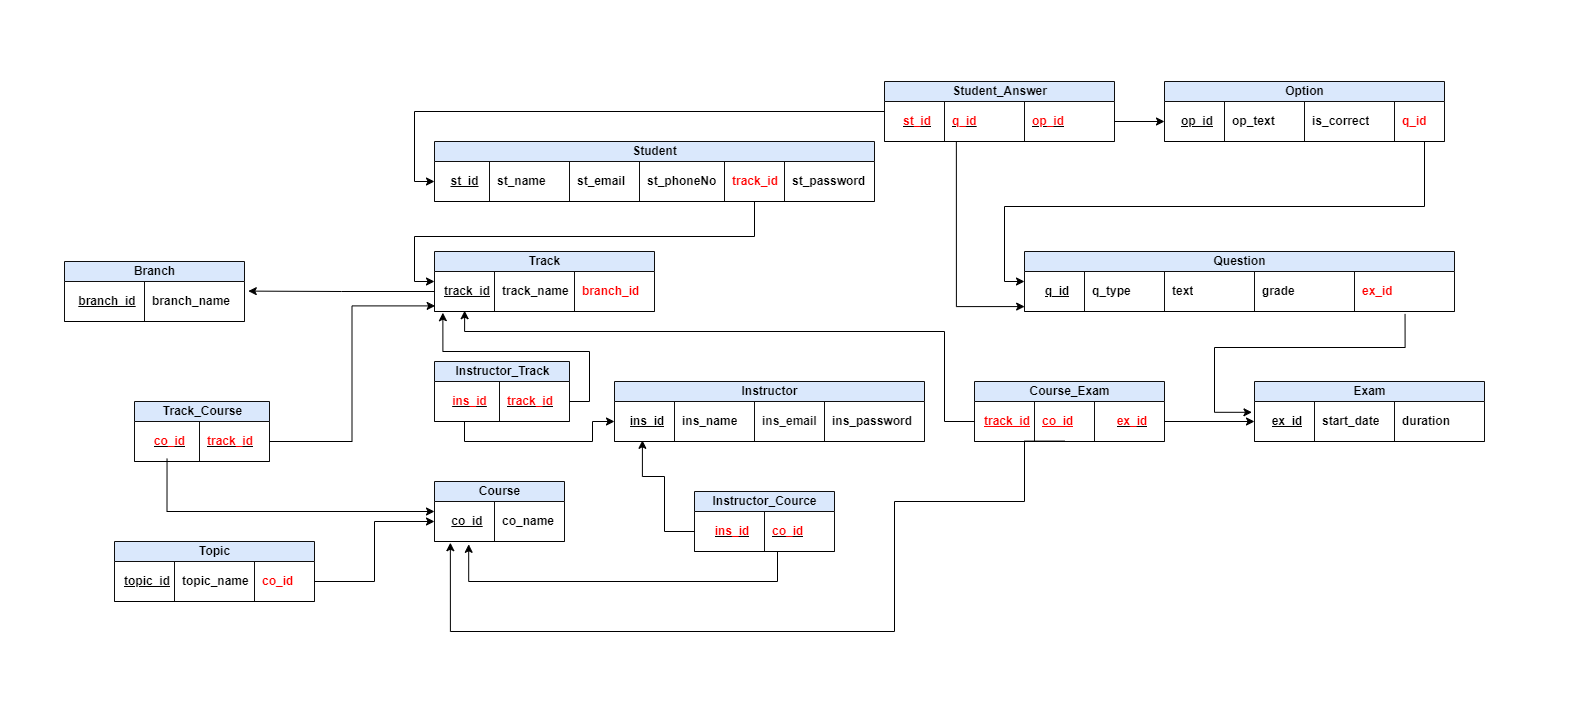 Student_Answer
st_id q_id op_id
Option
op_id op_text is_correct q_id
Student
st_id st_name st_email st_phoneNo track_id st_password
Branch
branch_id branch_name
Track
track_id track_name branch_id
Question
q_id q_type text grade ex_id
Instructor_Track
ins_id track_id
Instructor
ins_id ins_name ins_email ins_password
Course_Exam
track_id co_id ex_id
Exam
ex_id start_date duration
Track_Course
co_id track_id
Course
co_id co_name
Instructor_Cource
ins_id co_id
Topic
topic_id topic_name co_id